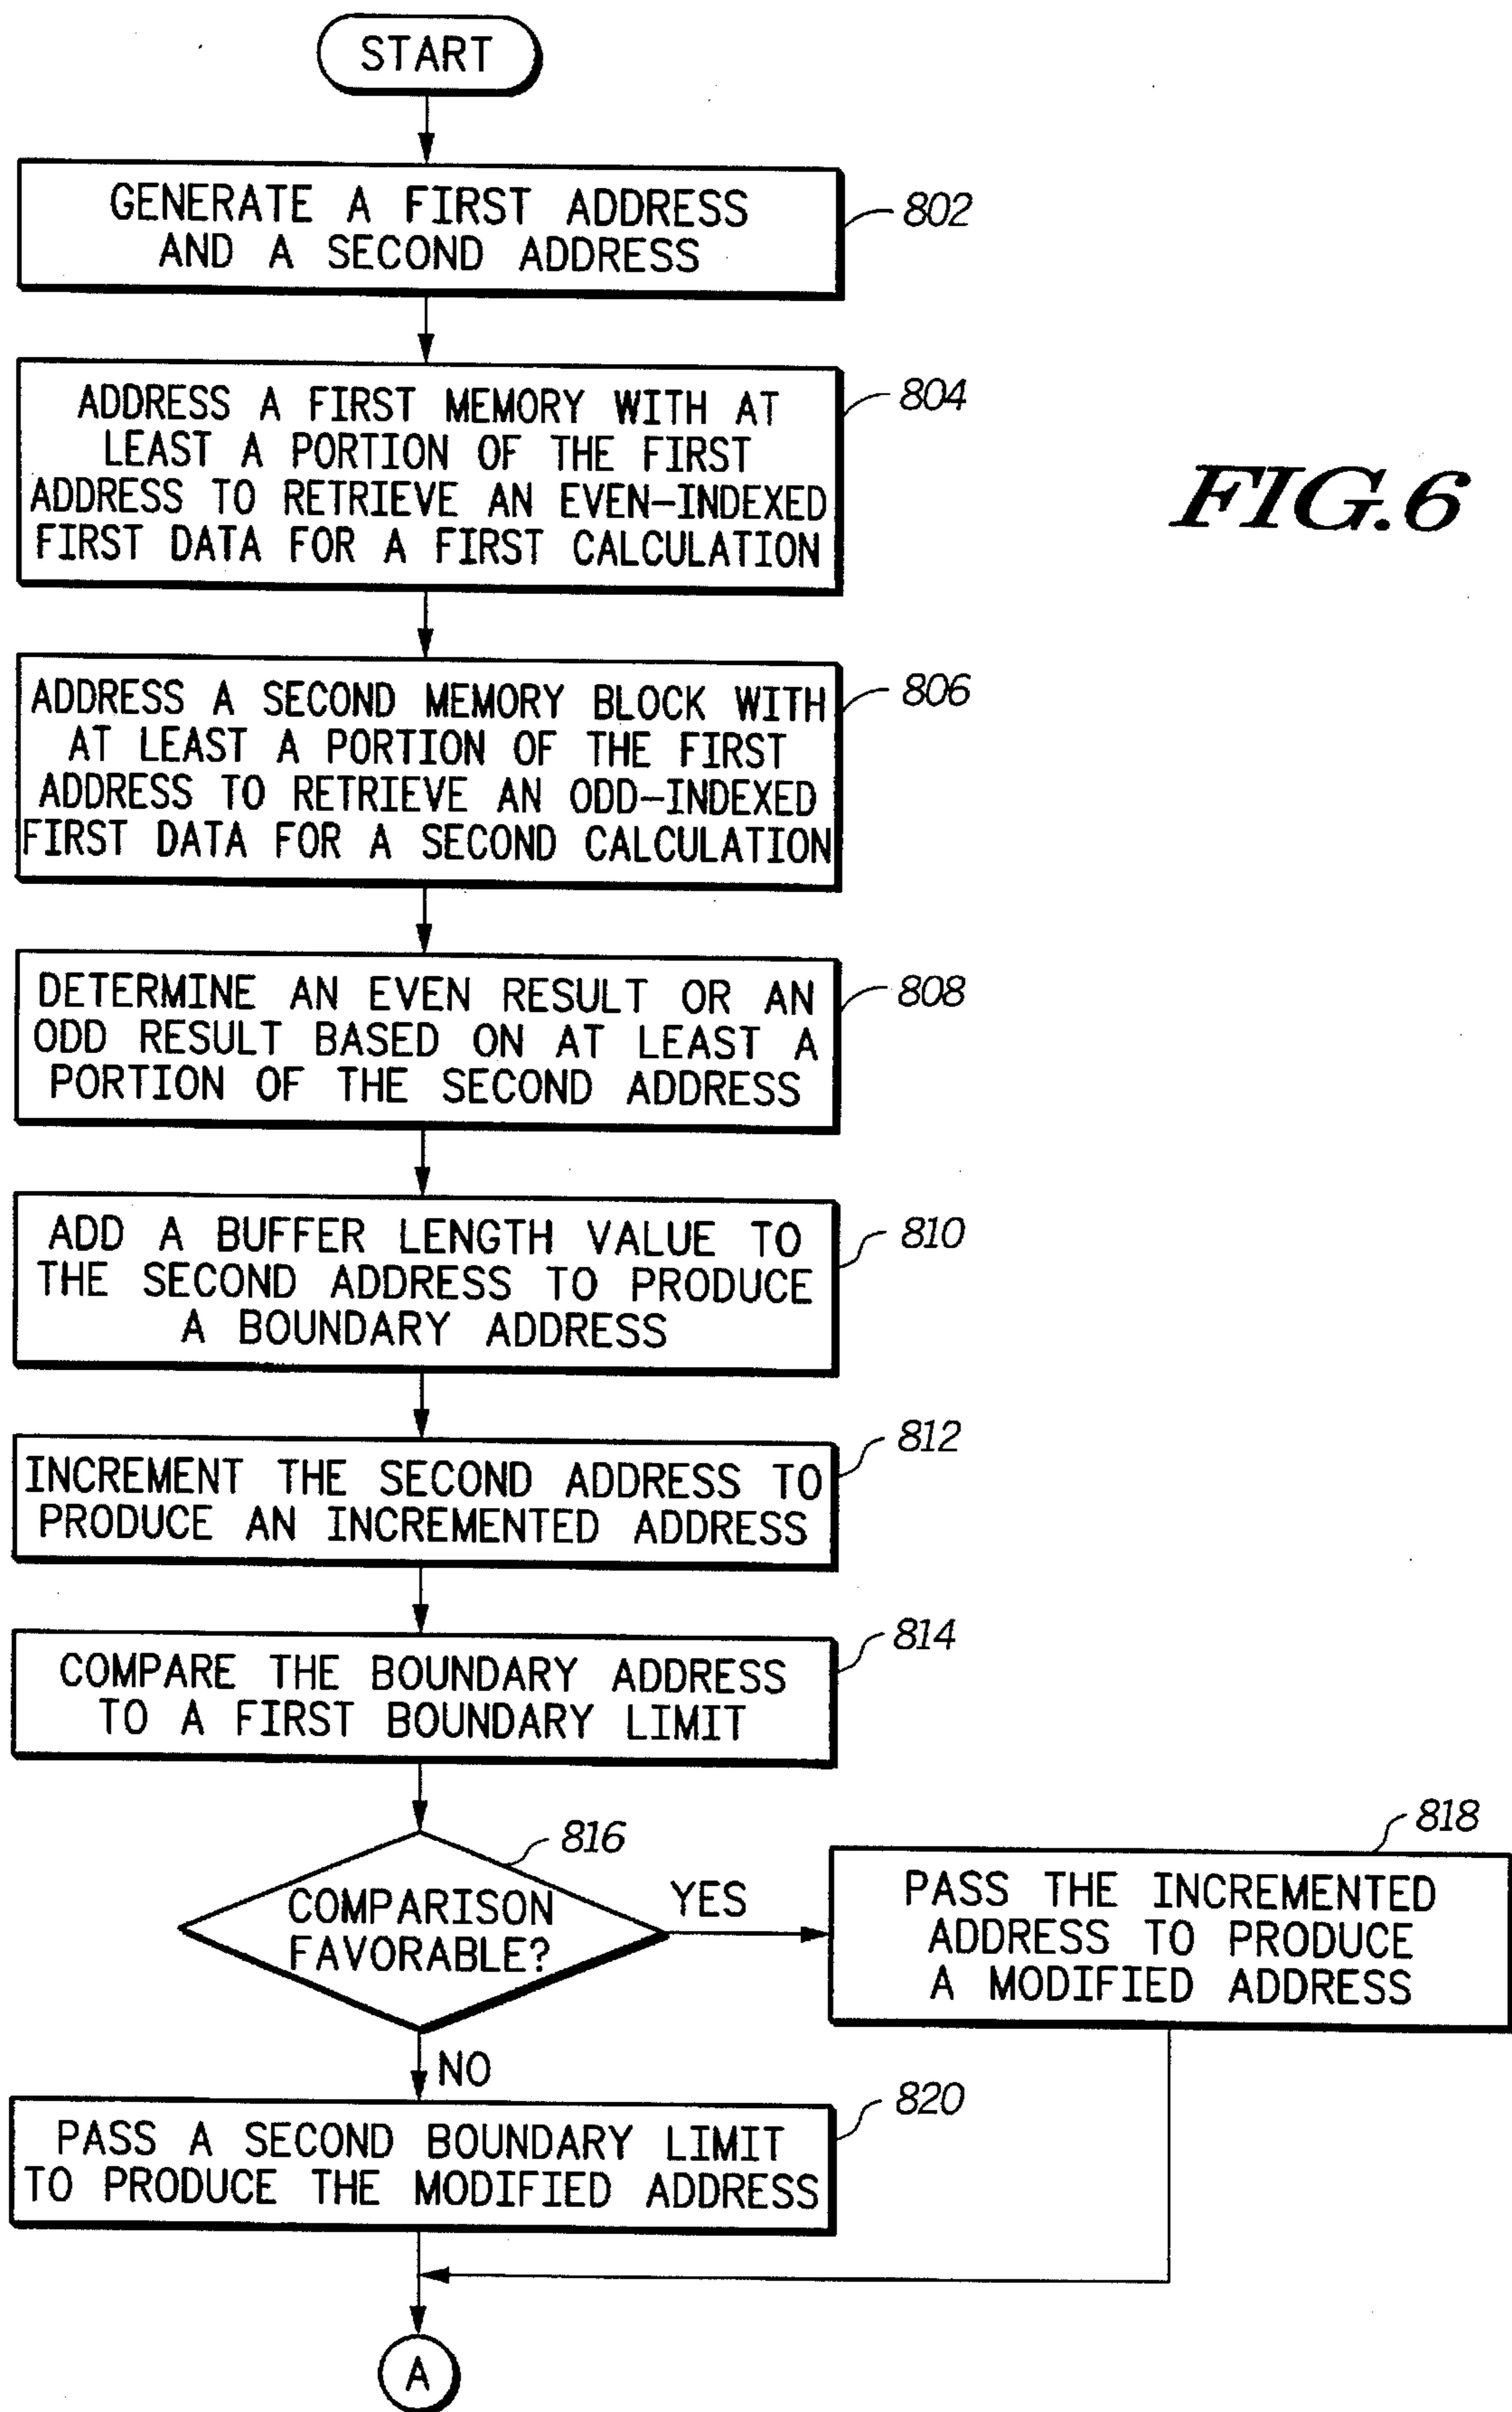 START
GENERATE A FIRST ADDRESS
AND A SECOND ADDRESS
802
ADDRESS A FIRST MEMORY WITH AT
LEAST A PORTION OF THE FIRST
ADDRESS TO RETRIEVE AN EVEN-INDEXED
FIRST DATA FOR A FIRST CALCULATION
804
FIG.6
ADDRESS A SECOND MEMORY BLOCK WITH
AT LEAST A PORTION OF THE FIRST
ADDRESS TO RETRIEVE AN ODD-INDEXED
FIRST DATA FOR A SECOND CALCULATION
806
DETERMINE AN EVEN RESULT OR AN
ODD RESULT BASED ON AT LEAST A
PORTION OF THE SECOND ADDRESS
808
ADD A BUFFER LENGTH VALUE TO
THE SECOND ADDRESS TO PRODUCE
A BOUNDARY ADDRESS
810
INCREMENT THE SECOND ADDRESS TO
PRODUCE AN INCREMENTED ADDRESS
812
COMPARE THE BOUNDARY ADDRESS
TO A FIRST BOUNDARY LIMIT
814
COMPARISON
FAVORABLE?
816
YES
PASS THE INCREMENTED
ADDRESS TO PRODUCE
A MODIFIED ADDRESS
818
NO
PASS A SECOND BOUNDARY LIMIT
TO PRODUCE THE MODIFIED ADDRESS
820
A